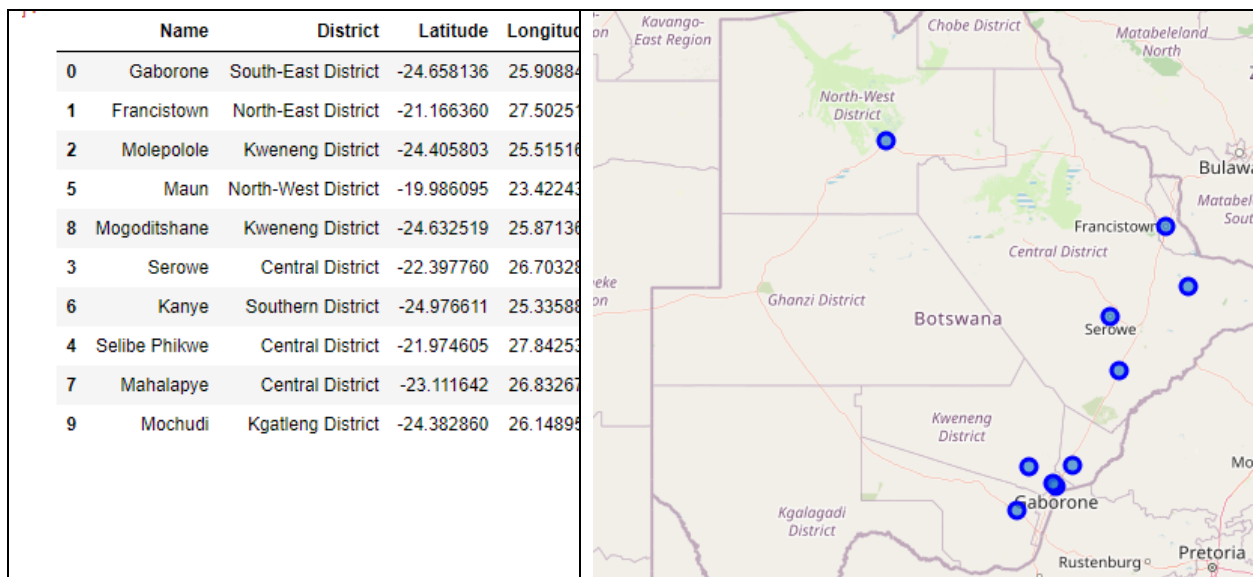 Name District Latitude Longitud
0 Gaborone South-East District -24.658136 25.90884
1 Francistown North-East District -21.166360 27.50251
2 Molepolole Kweneng District -24.405803 25.51516
5 Maun North-West District -19.986095 23.42243
8 Mogoditshane Kweneng District -24.632519 25.87136
3 Serowe Central District -22.397760 26.70328
6 Kanye Southern District -24.976611 25.33588
4 Selibe Phikwe Central District -21.974605 27.84253
7 Mahalapye Central District -23.111642 26.83267
9 Mochudi Kgatleng District -24.382860 26.14895
Kavango-
East Region
Chobe District
Matabeleland
North
North-West
District
Bulawa
Matabel
Sout
Francistown
Central District
eke
on
Ghanzi District
Botswana
Serowe
Kweneng
District
Mo
Gaborone
Kgalagadi
District
Pretoria
Rustenburg